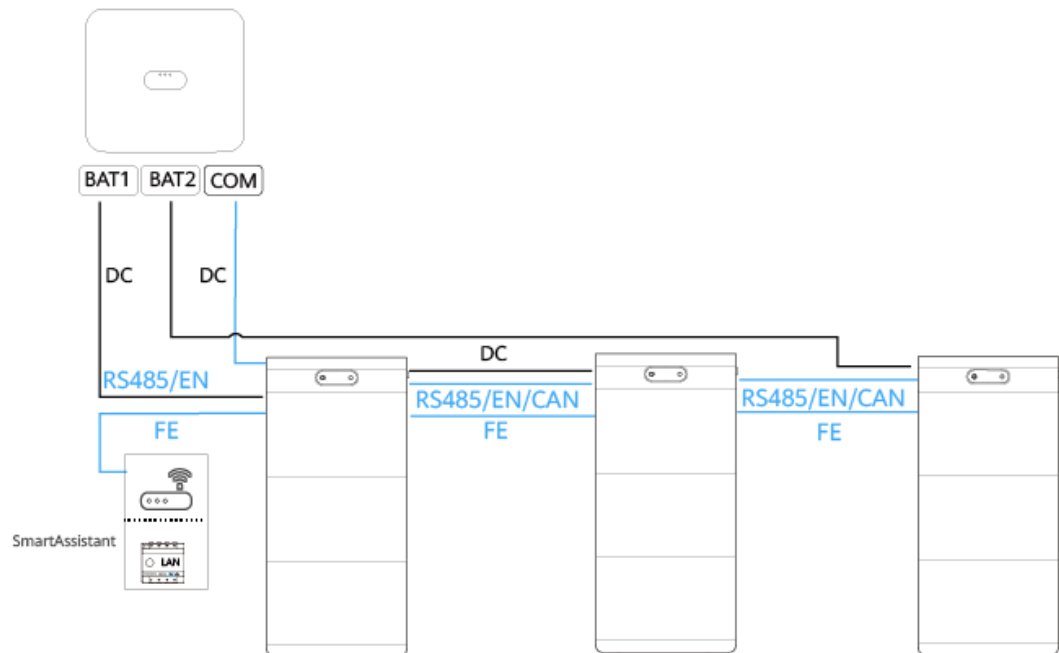 BAT1 BAT2 COM
DC DC
DC
RS485/EN
RS485/EN/CAN RS485/EN/CAN
FE FE FE
SmartAssistant
LAN